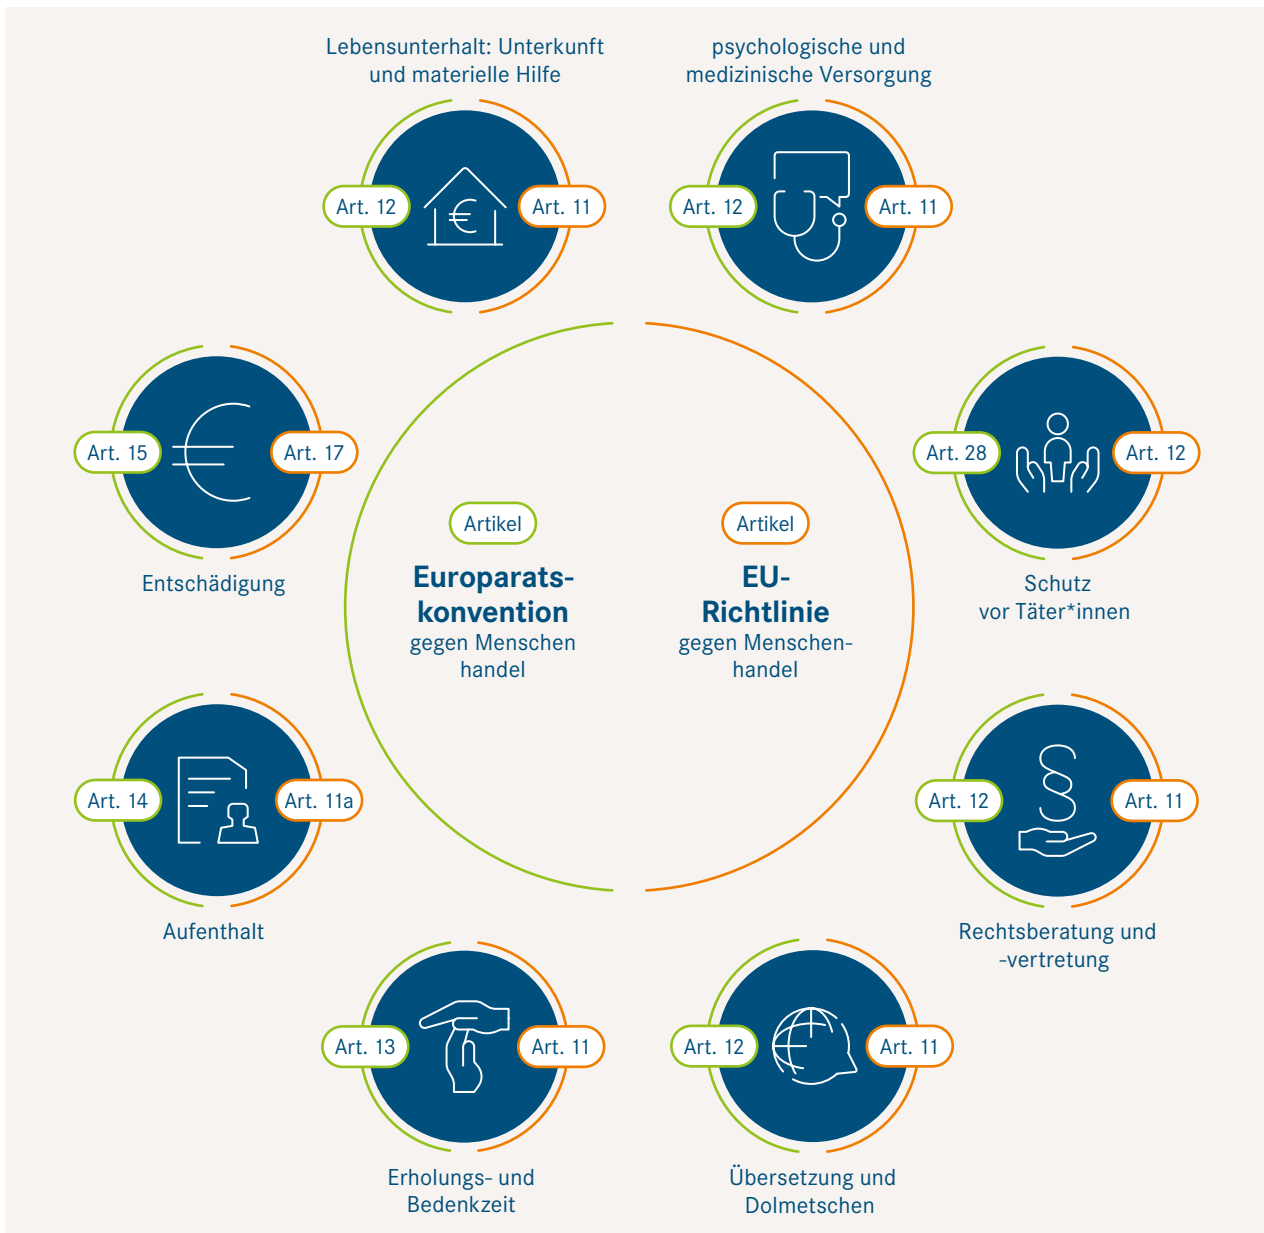 Lebensunterhalt: Unterkunft
und materielle Hilfe
Art. 12
Art. 11
psychologische und
medizinische Versorgung
Art. 12
Art. 11
Art. 15
Art. 17
Entschädigung
Art. 28
Art. 12
Schutz
vor Täter*innen
Artikel
Europarats-
konvention
gegen Menschen
handel
Artikel
EU-
Richtlinie
gegen Menschen-
handel
Art. 14
Art. 11a
Aufenthalt
Art. 12
Art. 11
Rechtsberatung und
-vertretung
Art. 13
Art. 11
Erholungs- und
Bedenkzeit
Art. 12
Art. 11
Übersetzung und
Dolmetschen